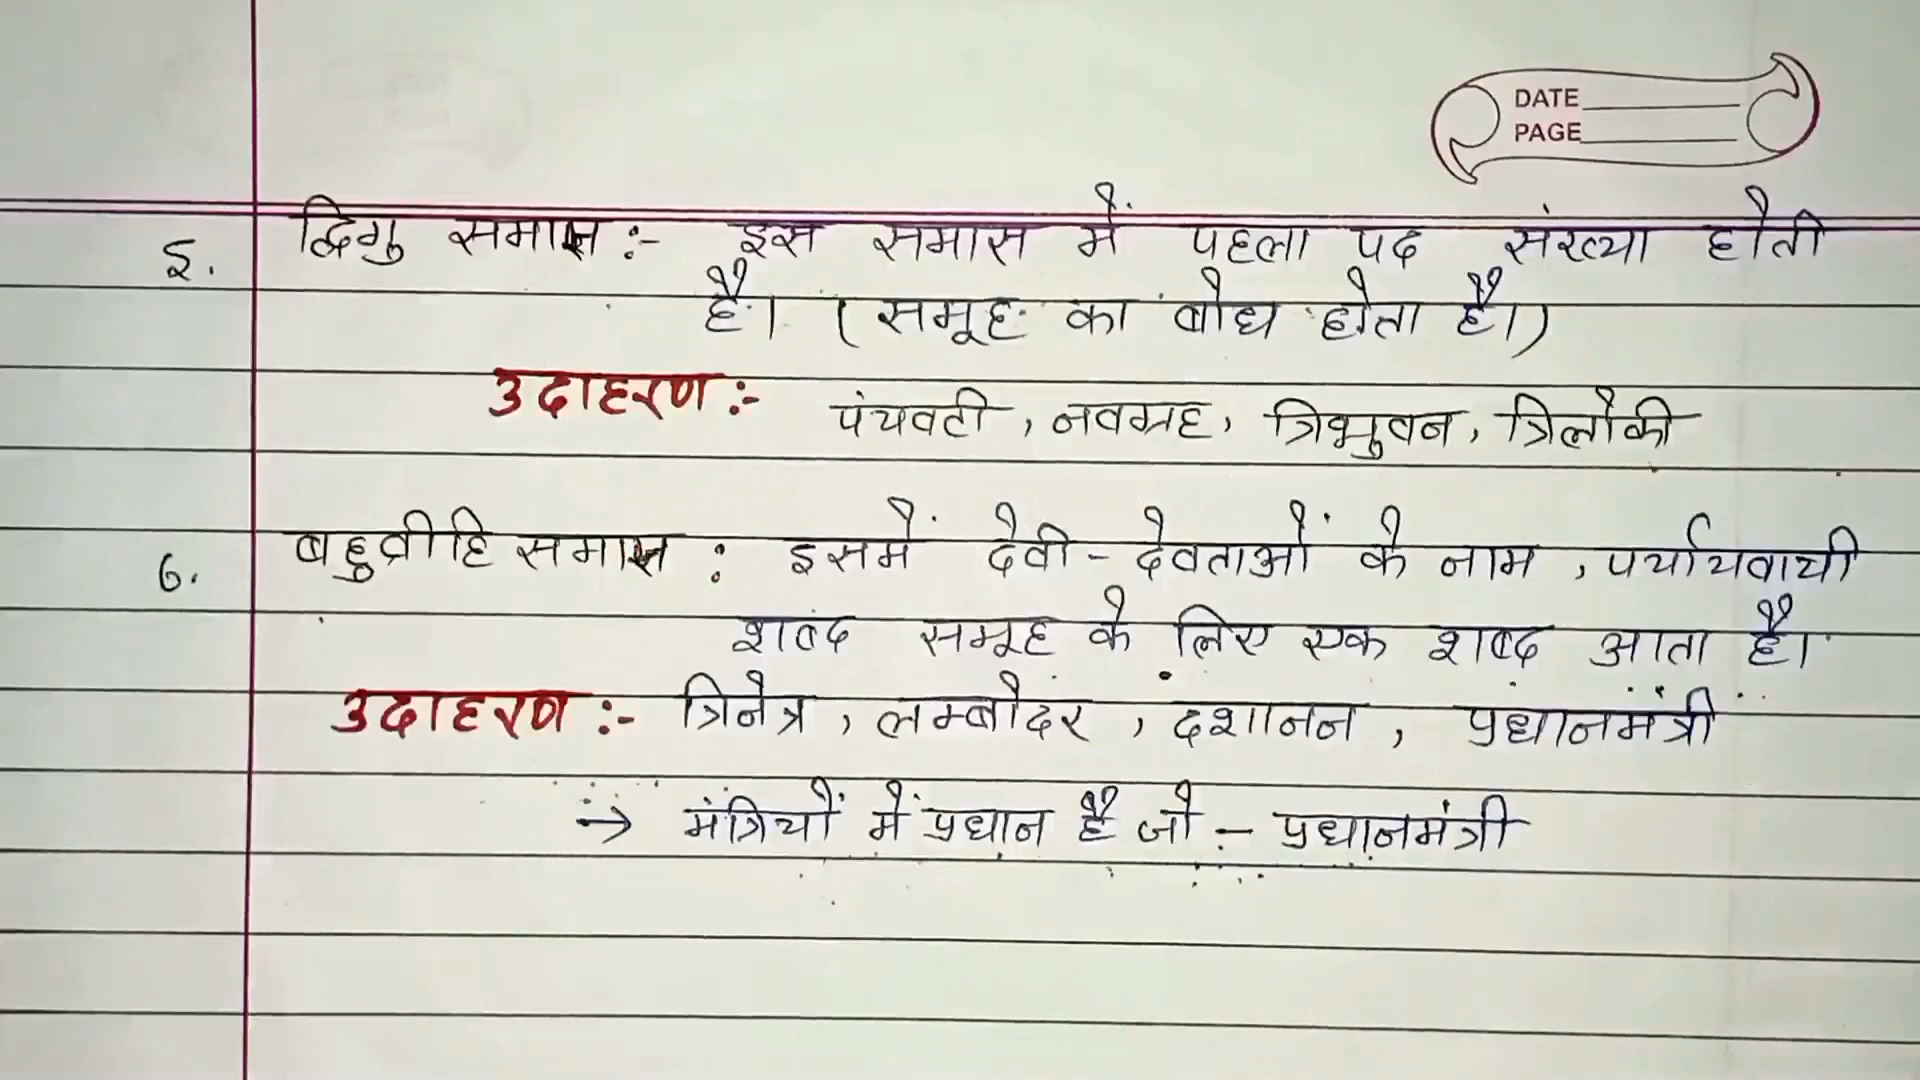 DATE
PAGE
5. द्विगु समास :- इस समास में पहला पद संख्या होती
है। (समूह का बोध होता है।)
उदाहरण :- पंचवटी, नवग्रह, त्रिभुवन, त्रिलोकी
6. बहुव्रीहि समास : इसमें देवी - देवताओं के नाम, पर्यायवाची
शब्द समूह के लिए एक शब्द आता है।
उदाहरण :- त्रिनेत्र, लम्बोदर, दशानन, प्रधानमंत्री
→ मंत्रियों में प्रधान है जो - प्रधानमंत्री